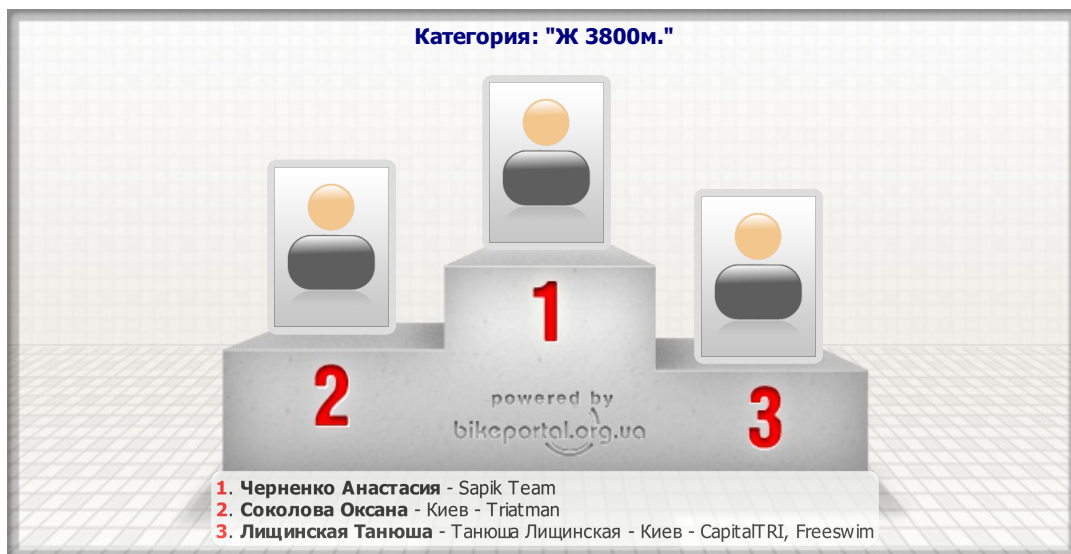 Категория: "Ж 3800м."
1
2
3
powered by
bikeportal.org.ua
1. Черненко Анастасия - Sapik Team
2. Соколова Оксана - Киев - Triatman
3. Лищинская Танюша - Танюша Лищинская - Киев - CapitalTRI, Freeswim